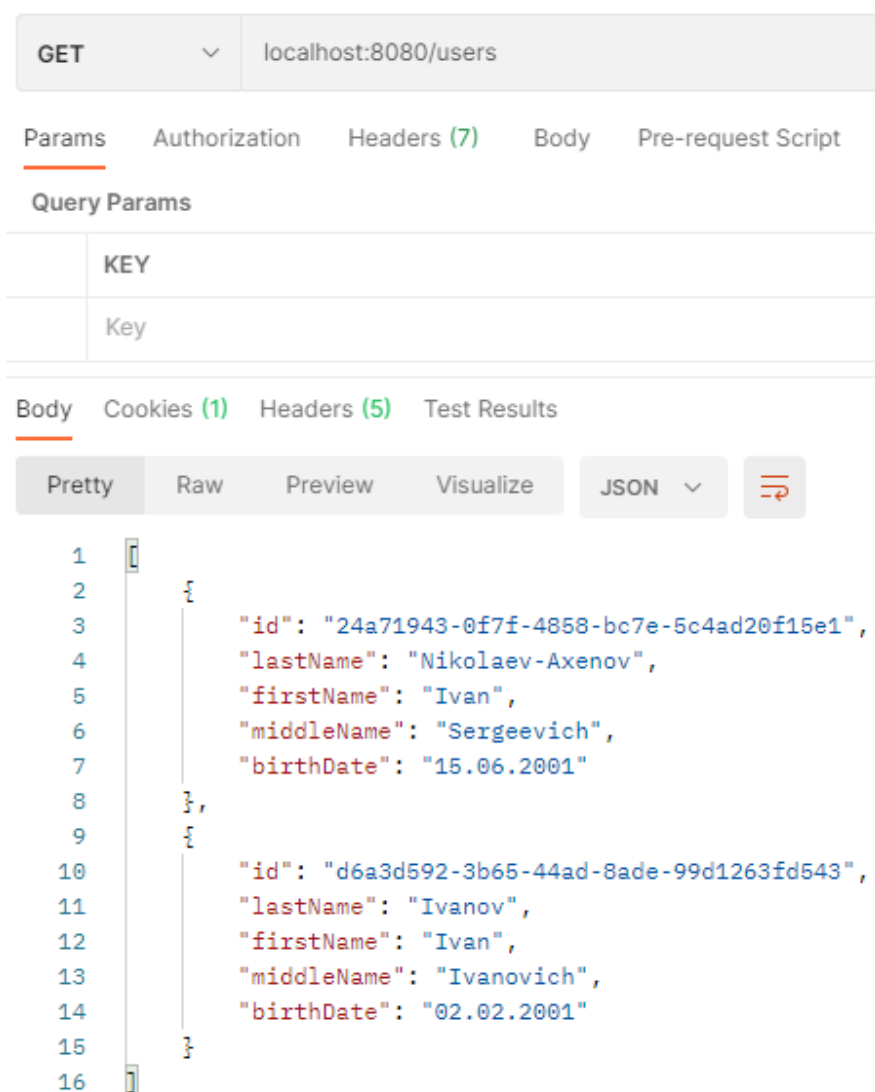 GET localhost:8080/users
Params Authorization Headers (7) Body Pre-request Script
Query Params
KEY
Key
Body Cookies (1) Headers (5) Test Results
Pretty Raw Preview Visualize JSON
1 [
2 {
3 "id": "24a71943-0f7f-4858-bc7e-5c4ad20f15e1",
4 "lastName": "Nikolaev-Axenov",
5 "firstName": "Ivan",
6 "middleName": "Sergeevich",
7 "birthDate": "15.06.2001"
8 },
9 {
10 "id": "d6a3d592-3b65-44ad-8ade-99d1263fd543",
11 "lastName": "Ivanov",
12 "firstName": "Ivan",
13 "middleName": "Ivanovich",
14 "birthDate": "02.02.2001"
15 }
16 ]